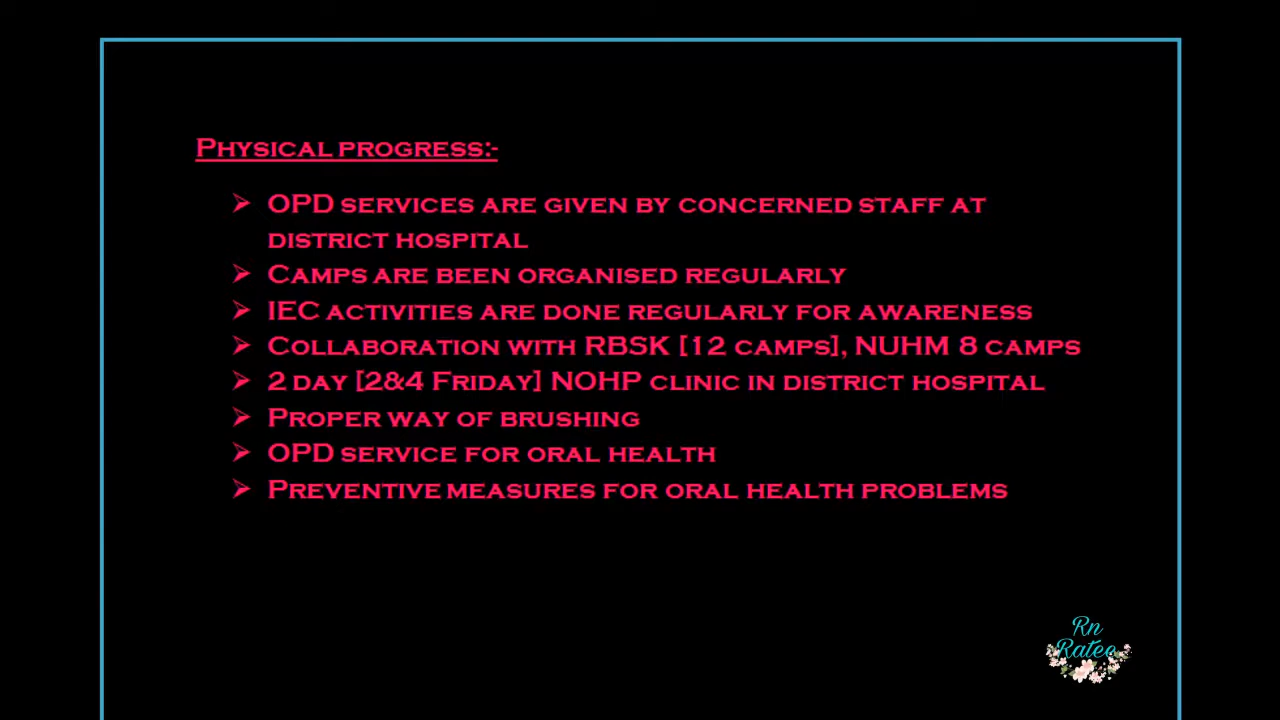 Physical progress:-
OPD services are given by concerned staff at
district hospital
Camps are been organised regularly
IEC activities are done regularly for awareness
Collaboration with RBSK [12 camps], NUHM 8 camps
2 day [2&4 Friday] NOHP clinic in district hospital
Proper way of brushing
OPD service for oral health
Preventive measures for oral health problems
Rn
Ratee